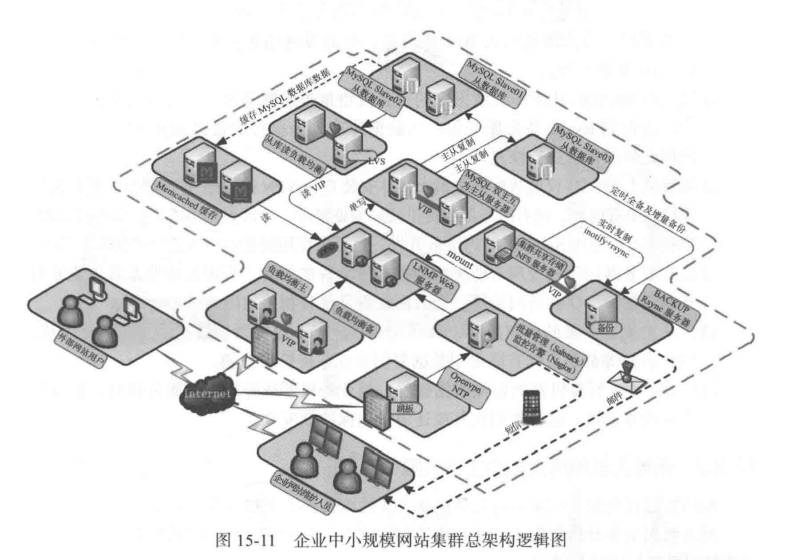 MySQL Slave01
从数据库
MySQL Slave02
从数据库
缓存 MySQL 数据库数据
从库读负载均衡
LVS
MySQL Slave03
从数据库
主从复制
主从复制
Memcached 缓存
读 VIP
读
单写
MySQL 双主互
为主从服务器
VIP
定时全备及增量备份
实时复制
inotify+rsync
集群共享存储
NFS 服务器
mount
LNMP Web
服务器
VIP
BACKUP
Rsync 服务器
备份
负载均衡主
负载均衡备
VIP
外部网站用户
Internet
批量管理（Saltstack）
监控告警（Nagios）
Openvpn
NTP
跳板
短信
邮件
企业网站维护人员
图 15-11 企业中小规模网站集群总架构逻辑图